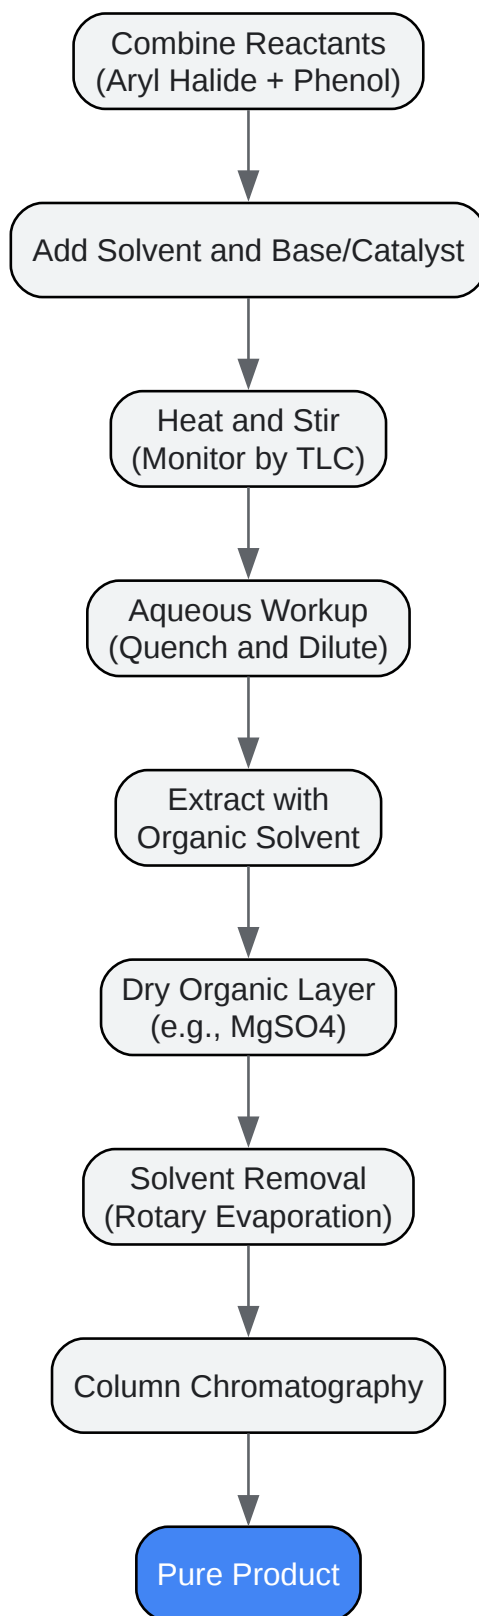 Combine Reactants
(Aryl Halide + Phenol)
Add Solvent and Base/Catalyst
Heat and Stir
(Monitor by TLC)
Aqueous Workup
(Quench and Dilute)
Extract with
Organic Solvent
Dry Organic Layer
(e.g., MgSO4)
Solvent Removal
(Rotary Evaporation)
Column Chromatography
Pure Product